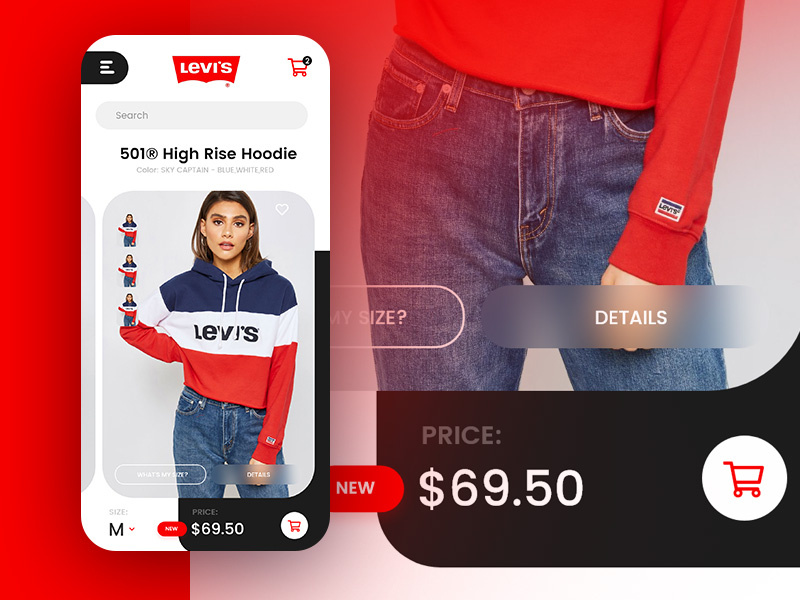 LEVI'S
®
2
Search
501® High Rise Hoodie
Color: SKY CAPTAIN - BLUE,WHITE,RED
LEVI'S
WHAT'S MY SIZE?
DETAILS
SIZE:
M
NEW
PRICE:
$69.50
LEVI'S
MY SIZE?
DETAILS
PRICE:
NEW
$69.50